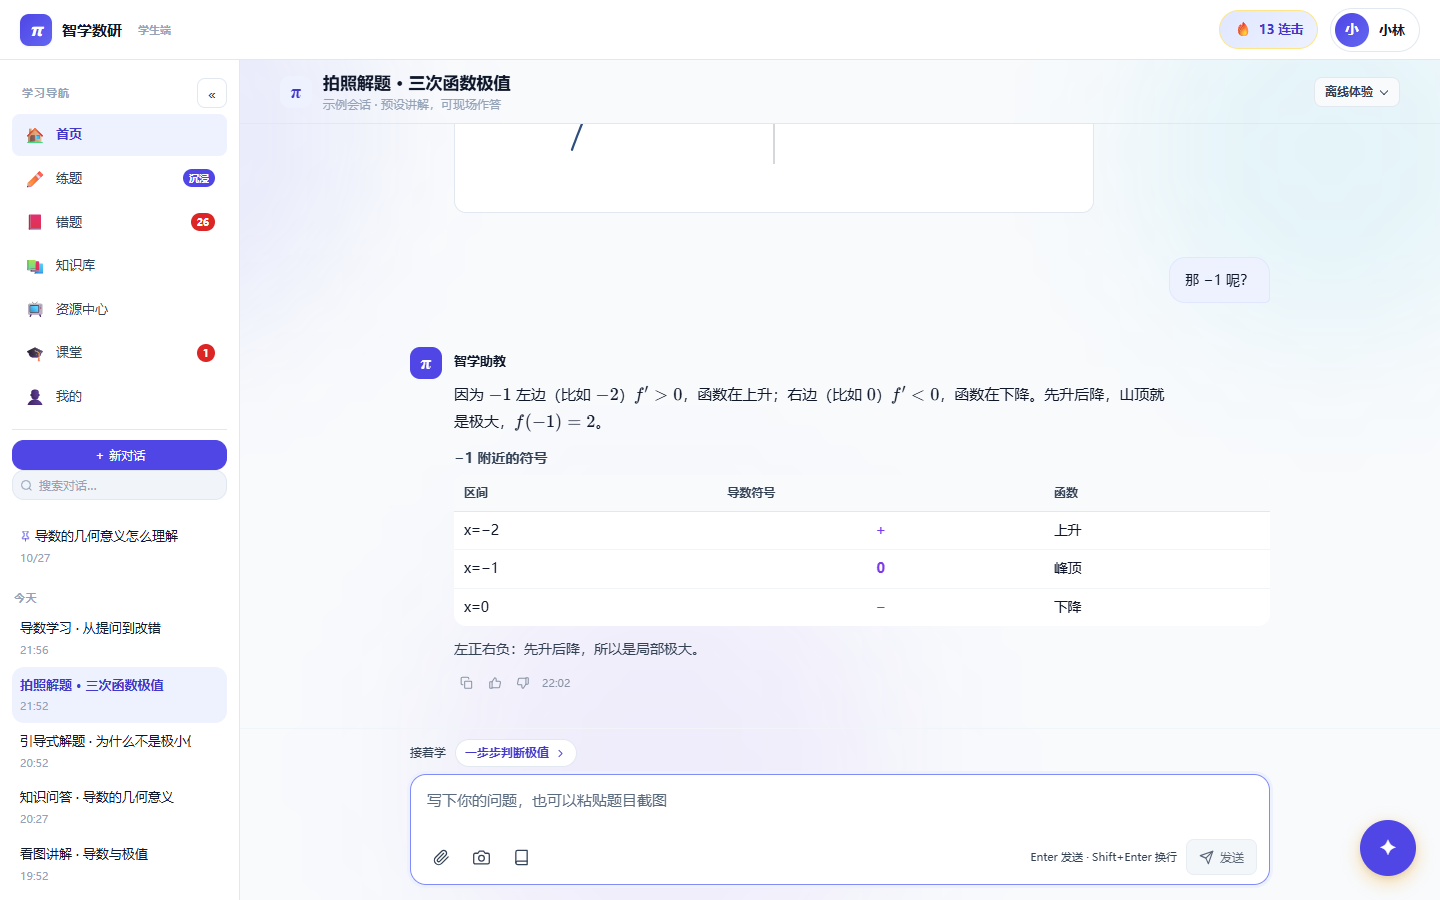 π 智学数研 学生端
13 连击
小 小林
学习导航 «
首页
练题 沉浸
错题 26
知识库
资源中心
课堂 1
我的
+ 新对话
搜索对话...
导数的几何意义怎么理解
10/27
今天
导数学习 · 从提问到改错
21:56
拍照解题 • 三次函数极值
21:52
引导式解题 · 为什么不是极小
20:52
知识问答 · 导数的几何意义
20:27
看图讲解 · 导数与极值
19:52
π 拍照解题 • 三次函数极值
示例会话 · 预设讲解，可现场作答
离线体验
那 −1 呢？
π 智学助教
因为 −1 左边（比如 −2）f′ > 0，函数在上升；右边（比如 0）f′ < 0，函数在下降。先升后降，山顶就
是极大，f(−1) = 2。
−1 附近的符号
区间 导数符号 函数
x=−2 + 上升
x=−1 0 峰顶
x=0 − 下降
左正右负：先升后降，所以是局部极大。
22:02
接着学 一步步判断极值 ›
写下你的问题，也可以粘贴题目截图
Enter 发送 · Shift+Enter 换行 发送